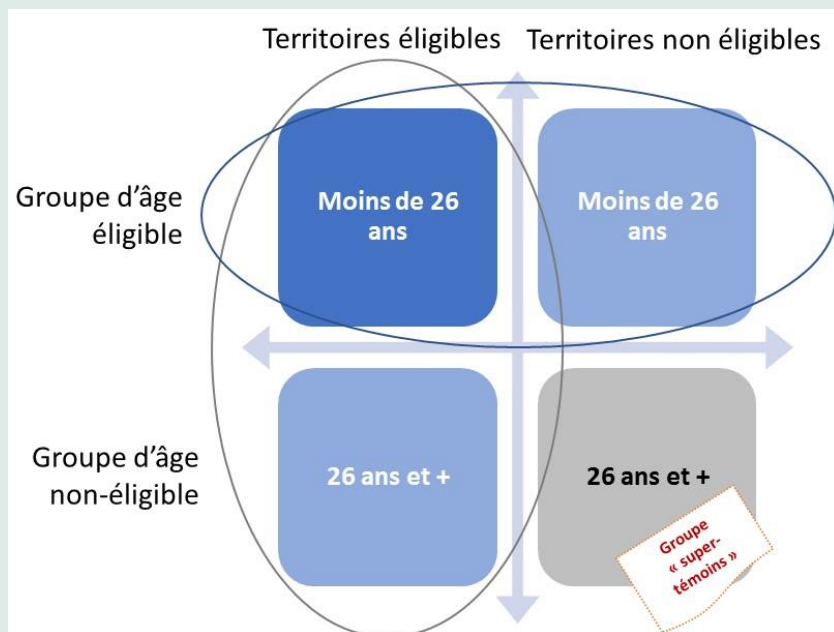 Territoires éligibles
Territoires non éligibles
Groupe d’âge
éligible
Moins de 26
ans
Moins de 26
ans
Groupe d’âge
non-éligible
26 ans et +
26 ans et +
Groupe
« super-
témoins »